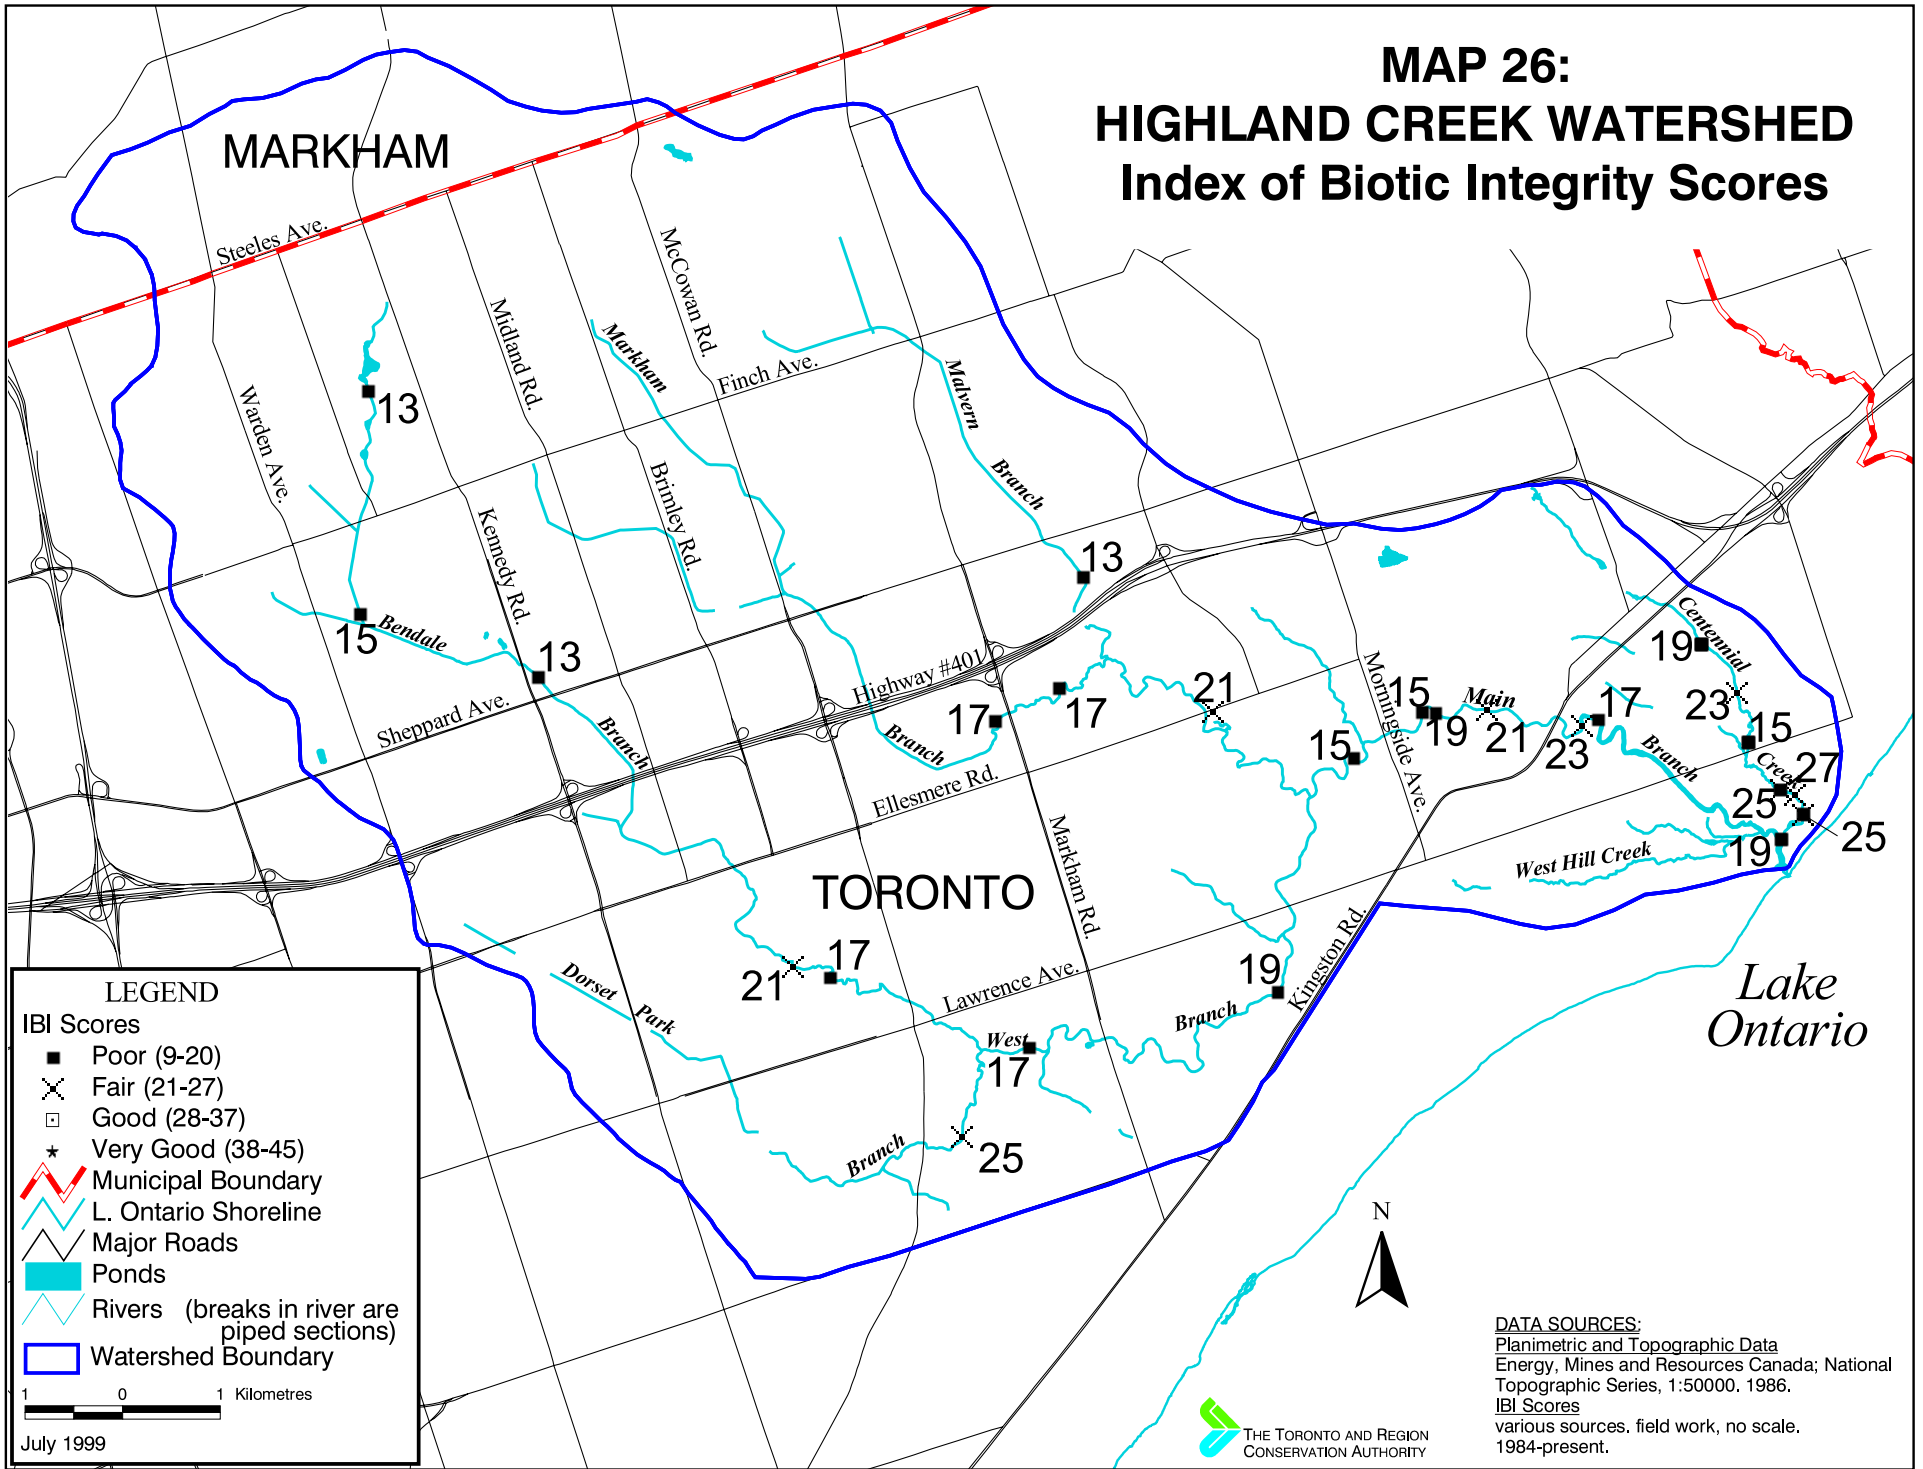 MAP 26:
HIGHLAND CREEK WATERSHED
Index of Biotic Integrity Scores
MARKHAM
Steeles Ave.
McCowan Rd.
Midland Rd.
Markham
Finch Ave.
Malvern
Warden Ave.
13
Branch
Brimley Rd.
Kennedy Rd.
13
15
Bendale
13
Centennial
19
Highway #401
Sheppard Ave.
Branch
17
17
Branch
21
Morningside Ave.
15
15
19
Main
21
23
17
Branch
23
15
Creek
27
25
25
19
Ellesmere Rd.
Markham Rd.
West Hill Creek
TORONTO
Kingston Rd.
21
17
Lawrence Ave.
19
Dorset
Park
West
17
Branch
Branch
25
Lake
Ontario
N
LEGEND
IBI Scores
Poor (9-20)
Fair (21-27)
Good (28-37)
Very Good (38-45)
Municipal Boundary
L. Ontario Shoreline
Major Roads
Ponds
Rivers (breaks in river are
piped sections)
Watershed Boundary
1 0 1 Kilometres
July 1999
THE TORONTO AND REGION
CONSERVATION AUTHORITY
DATA SOURCES:
Planimetric and Topographic Data
Energy, Mines and Resources Canada; National
Topographic Series, 1:50000. 1986.
IBI Scores
various sources. field work, no scale.
1984-present.